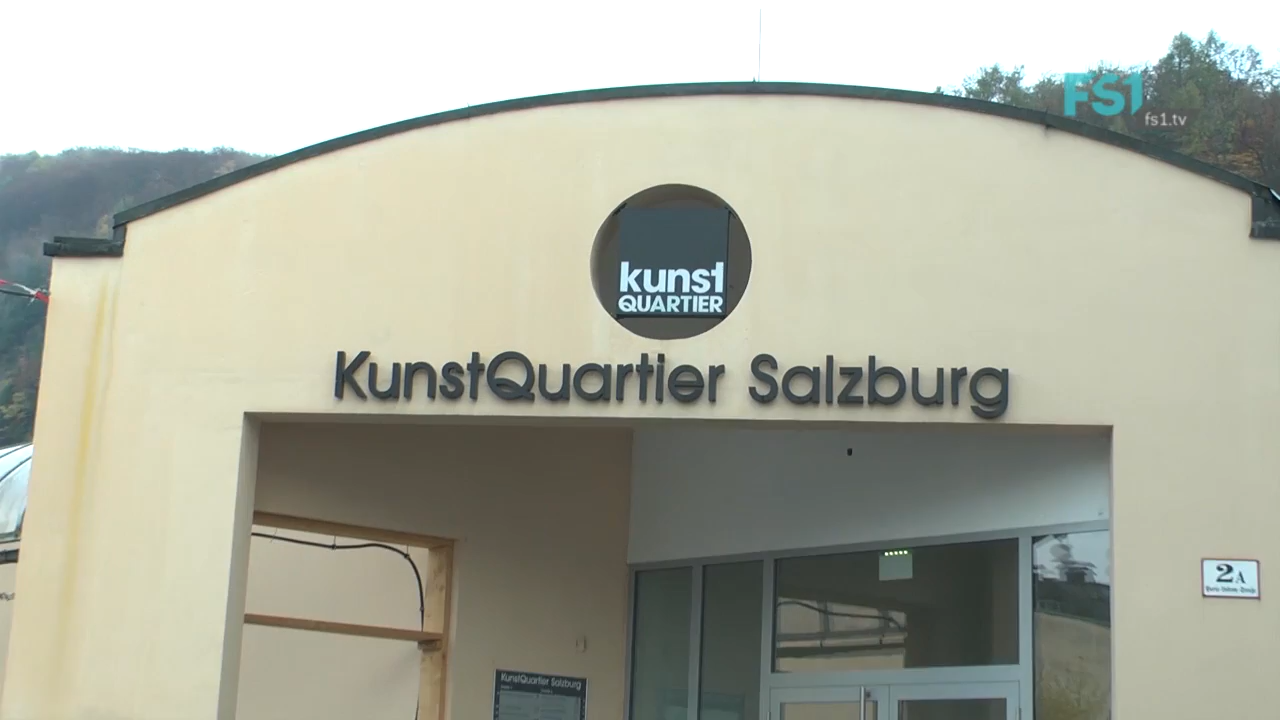 FS1
fs1.tv
kunst
QUARTIER
KunstQuartier Salzburg
2A
KunstQuartier Salzburg